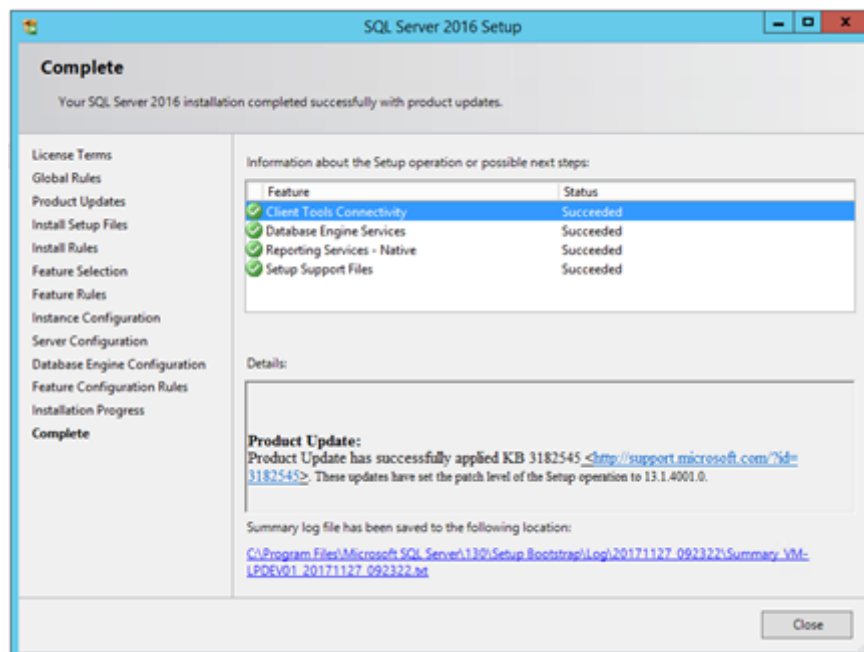 SQL Server 2016 Setup
Complete
Your SQL Server 2016 installation completed successfully with product updates.
License Terms
Global Rules
Product Updates
Install Setup Files
Install Rules
Feature Selection
Feature Rules
Instance Configuration
Server Configuration
Database Engine Configuration
Feature Configuration Rules
Installation Progress
Complete
Information about the Setup operation or possible next steps:
Feature Status
Client Tools Connectivity Succeeded
Database Engine Services Succeeded
Reporting Services - Native Succeeded
Setup Support Files Succeeded
Details:
Product Update:
Product Update has successfully applied KB 3182545 <http://support.microsoft.com/?id=
3182545>. These updates have set the patch level of the Setup operation to 13.1.4001.0.
Summary log file has been saved to the following location:
C:\Program Files\Microsoft SQL Server\130\Setup Bootstrap\Log\20171127_092322\Summary_VM-
LPDEV01_20171127_092322.txt
Close